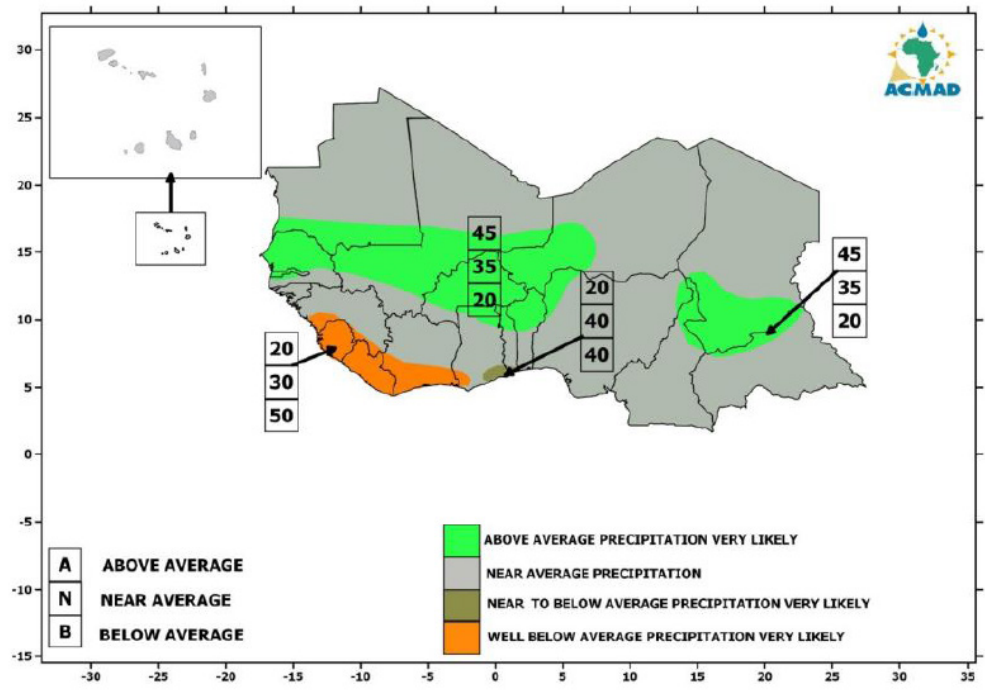 ACMAD
30
25
20
15
10
5
0
-5
-10
-15
45
35
20
20
40
40
45
35
20
20
30
50
A ABOVE AVERAGE
N NEAR AVERAGE
B BELOW AVERAGE
ABOVE AVERAGE PRECIPITATION VERY LIKELY
NEAR AVERAGE PRECIPITATION
NEAR TO BELOW AVERAGE PRECIPITATION VERY LIKELY
WELL BELOW AVERAGE PRECIPITATION VERY LIKELY
-30 -25 -20 -15 -10 -5 0 5 10 15 20 25 30 35